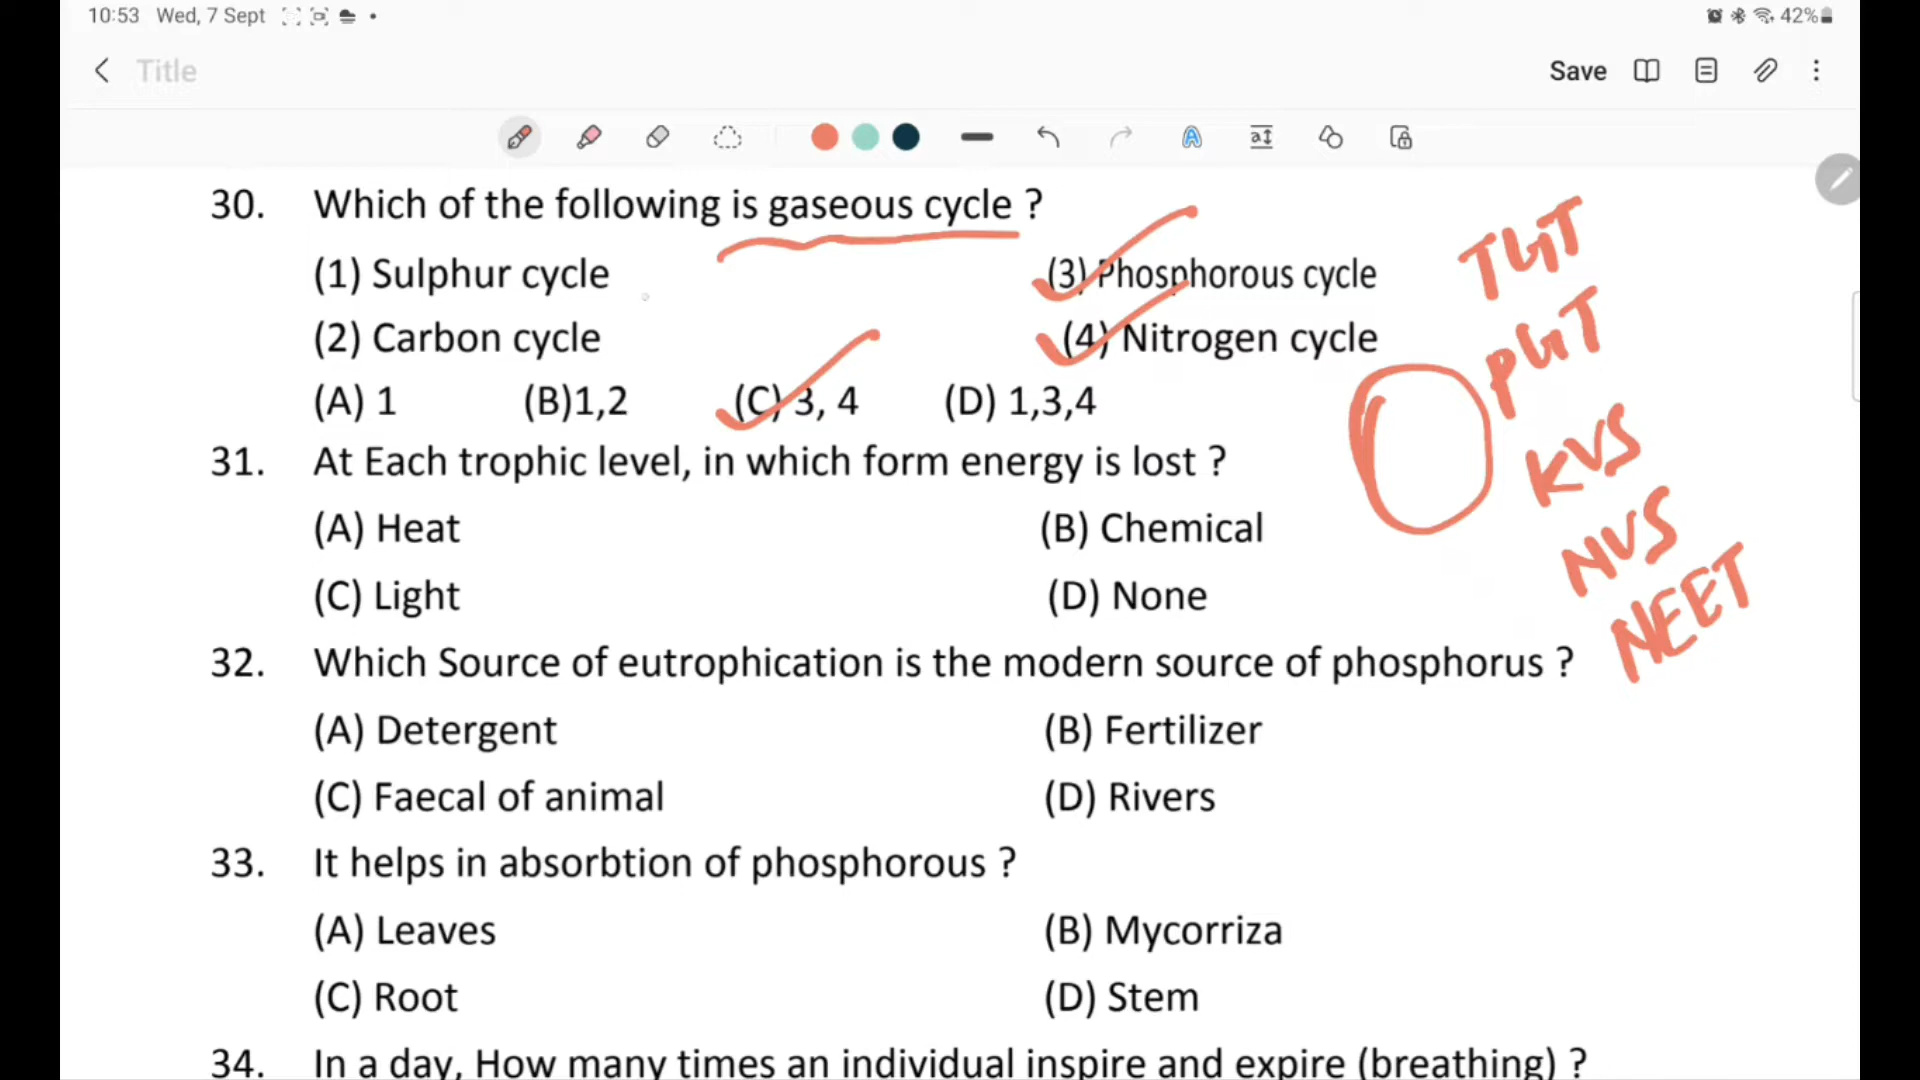 10:53 Wed, 7 Sept
42%
Title
Save
30. Which of the following is gaseous cycle ?
(1) Sulphur cycle (3) Phosphorous cycle
(2) Carbon cycle (4) Nitrogen cycle
(A) 1 (B)1,2 (C) 3, 4 (D) 1,3,4
31. At Each trophic level, in which form energy is lost ?
(A) Heat (B) Chemical
(C) Light (D) None
32. Which Source of eutrophication is the modern source of phosphorus ?
(A) Detergent (B) Fertilizer
(C) Faecal of animal (D) Rivers
33. It helps in absorbtion of phosphorous ?
(A) Leaves (B) Mycorriza
(C) Root (D) Stem
34. In a day, How many times an individual inspire and expire (breathing) ?
TGT
PGT
KVS
NVS
NEET